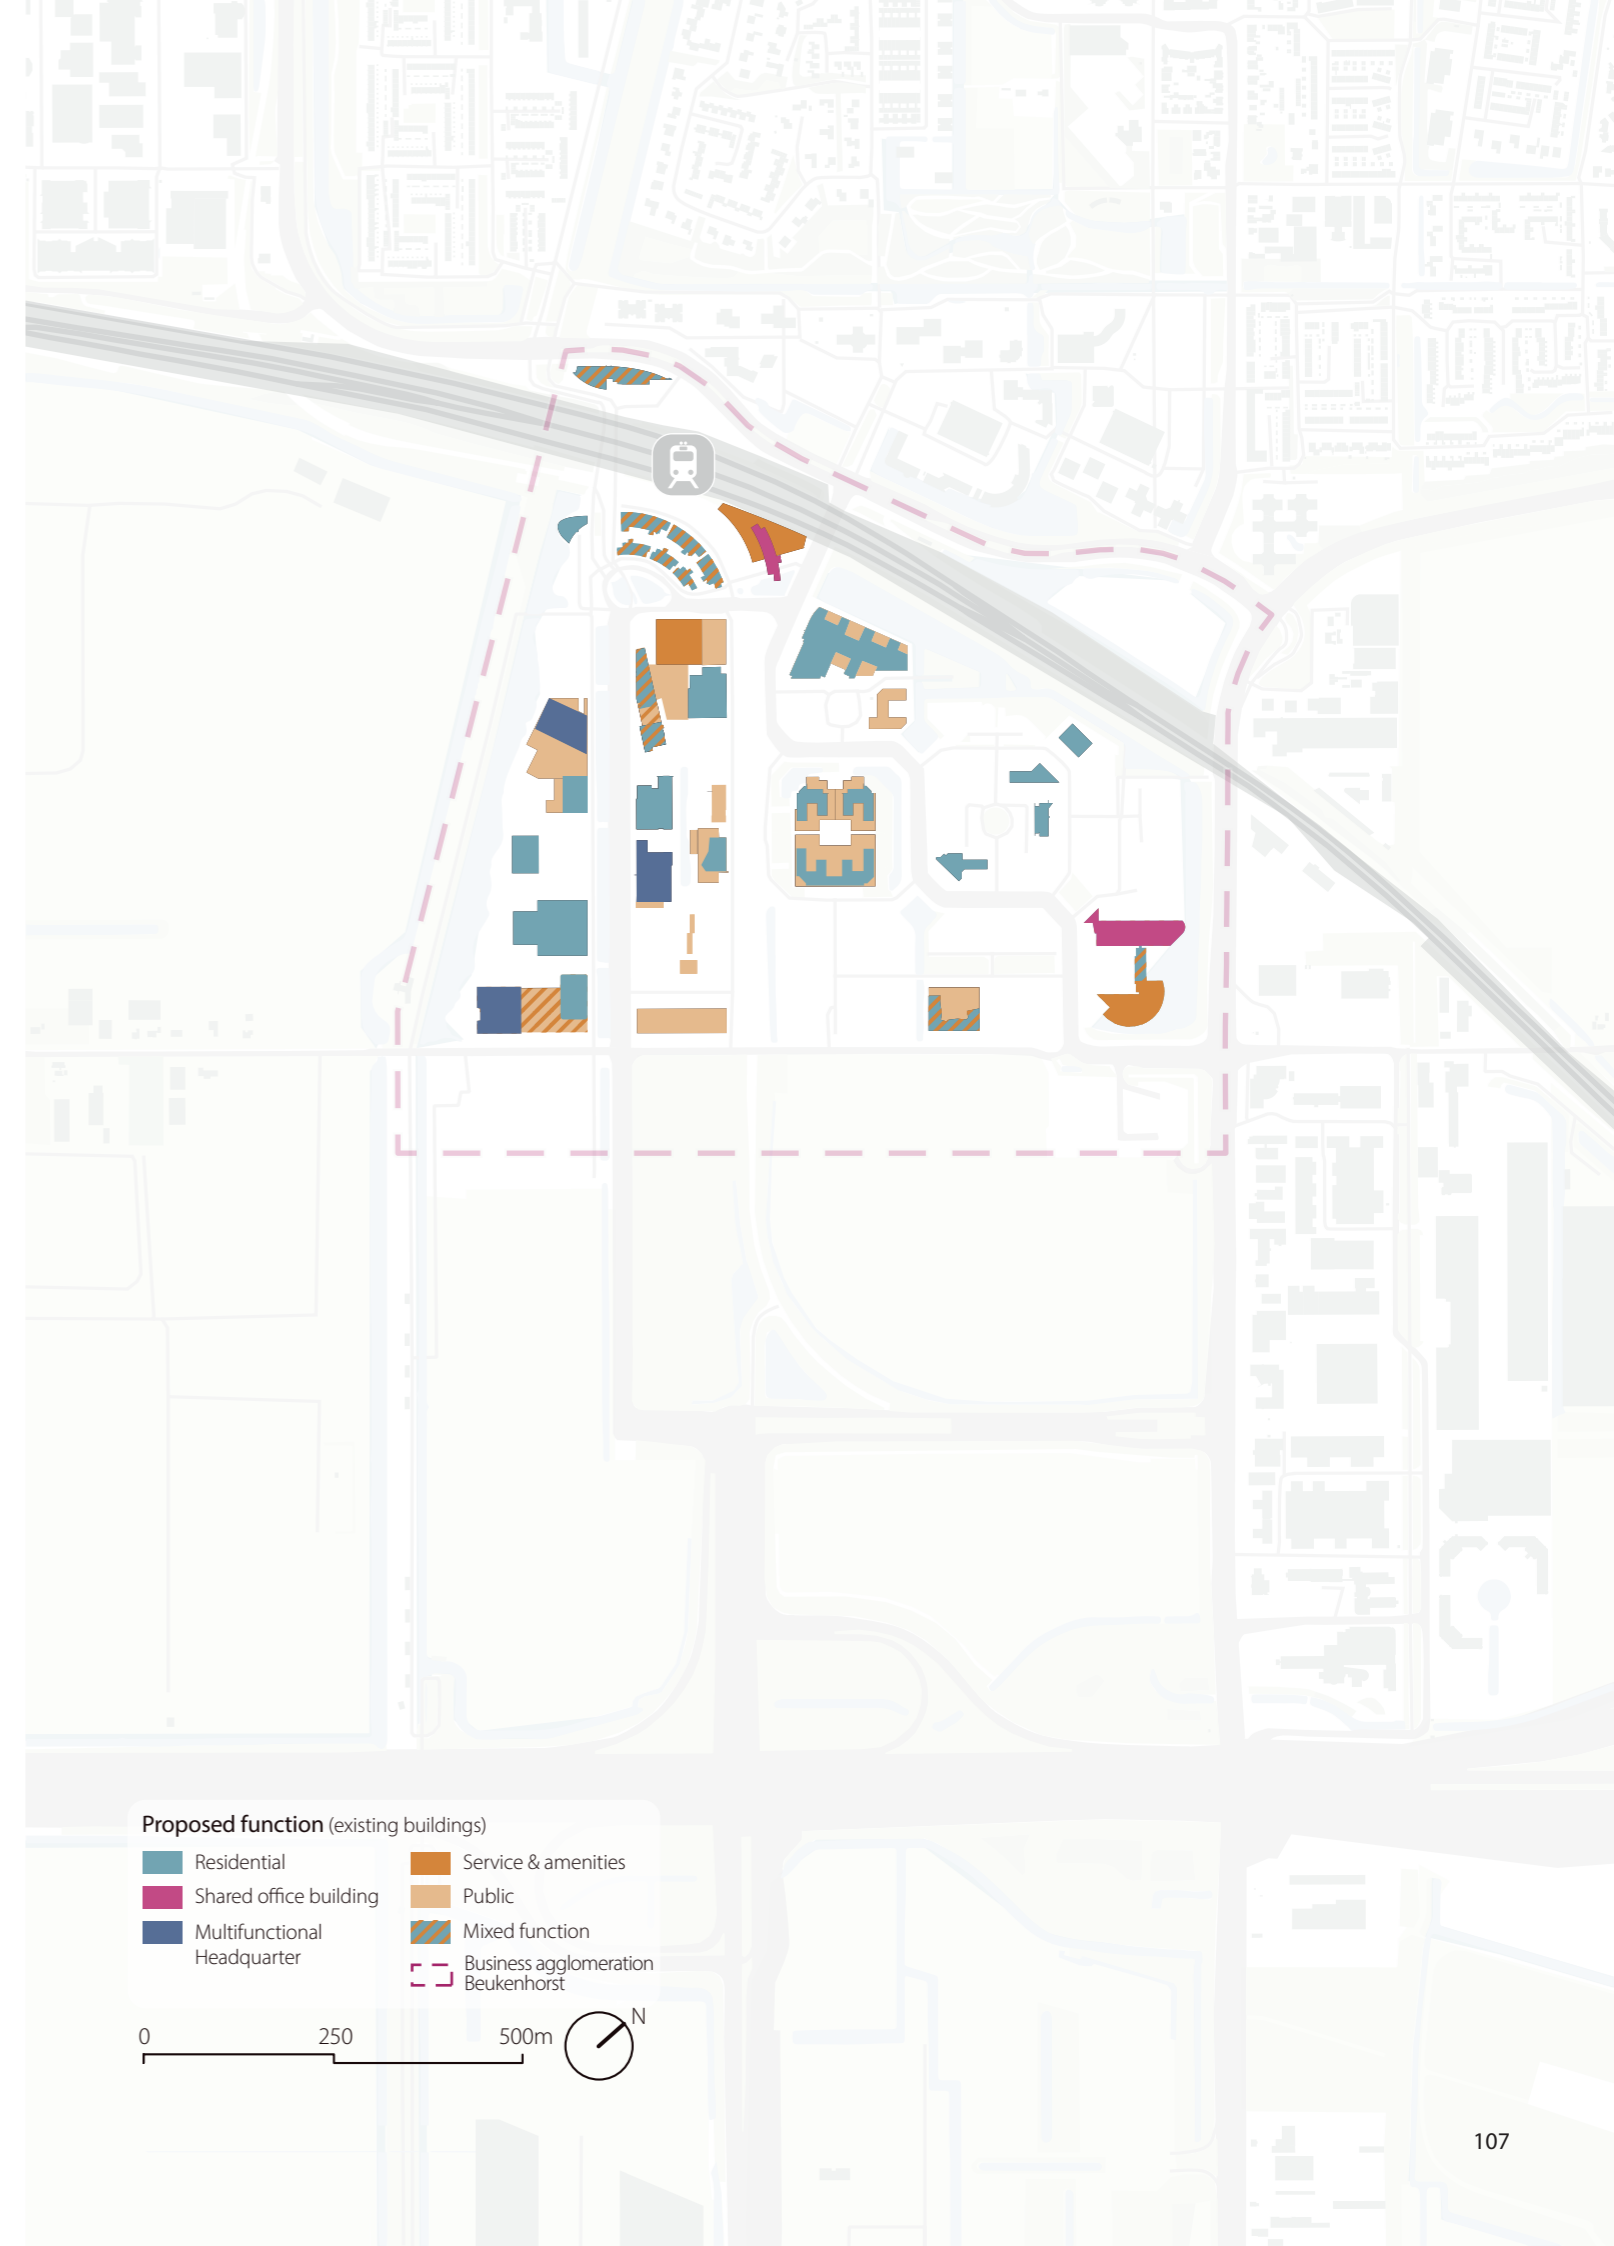 Proposed function (existing buildings)
Residential
Shared office building
Multifunctional
Headquarter
Service & amenities
Public
Mixed function
Business agglomeration
Beukenhorst
0 250 500m
N
107